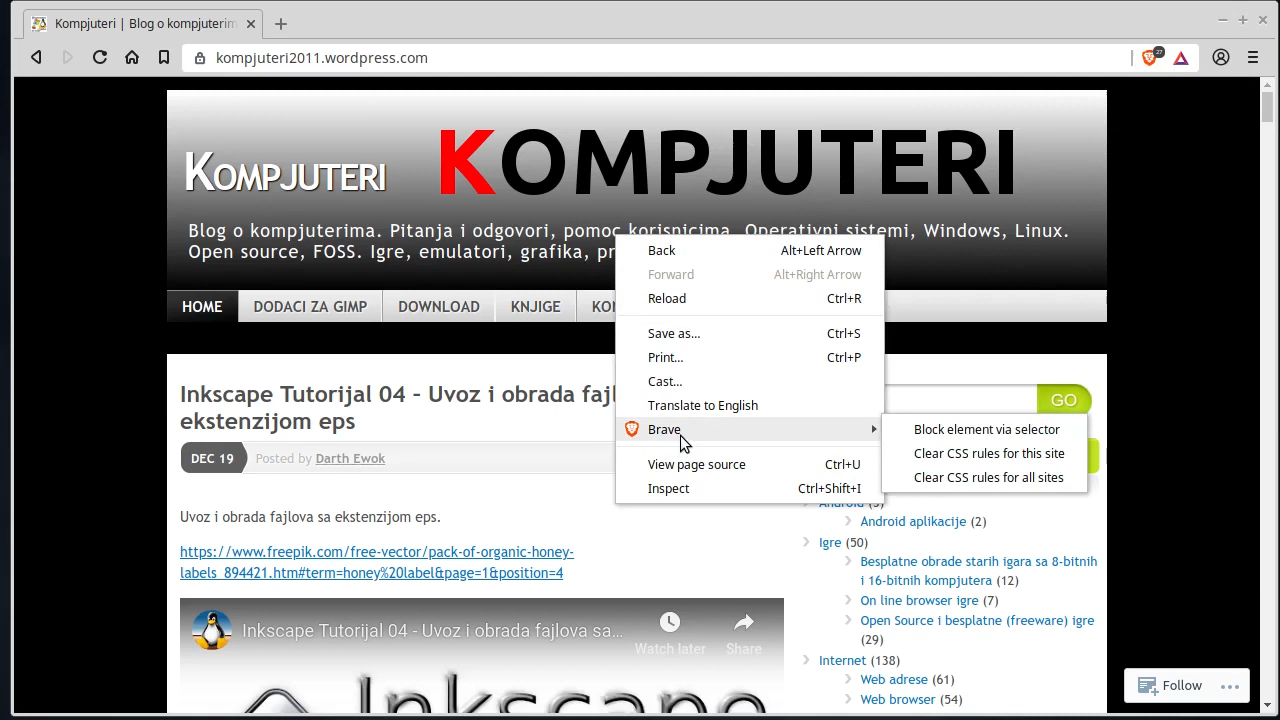 Kompjuteri | Blog o kompjuterim
kompjuteri2011.wordpress.com
27
KOMPJUTERI
KOMPJUTERI
Blog o kompjuterima. Pitanja i odgovori, pomoc korisnicima. Operativni sistemi, Windows, Linux.
Open source, FOSS. Igre, emulatori, grafika, pr
HOME
DODACI ZA GIMP
DOWNLOAD
KNJIGE
Back Alt+Left Arrow
Forward Alt+Right Arrow
Reload Ctrl+R
Save as... Ctrl+S
Print... Ctrl+P
Cast...
Translate to English
Brave
View page source Ctrl+U
Inspect Ctrl+Shift+I
Block element via selector
Clear CSS rules for this site
Clear CSS rules for all sites
Inkscape Tutorijal 04 – Uvoz i obrada fajl
ekstenzijom eps
DEC 19
Posted by Darth Ewok
Uvoz i obrada fajlova sa ekstenzijom eps.
https://www.freepik.com/free-vector/pack-of-organic-honey-
labels_894421.htm#term=honey%20label&page=1&position=4
Inkscape Tutorijal 04 - Uvoz i obrada fajlova sa...
Watch later
Share
Inkscape
GO
Android
Android aplikacije (2)
Igre (50)
Besplatne obrade starih igara sa 8-bitnih
i 16-bitnih kompjutera (12)
On line browser igre (7)
Open Source i besplatne (freeware) igre
(29)
Internet (138)
Web adrese (61)
Web browser (54)
Follow